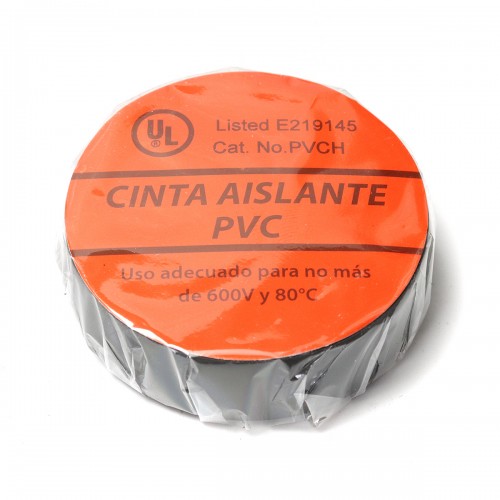 UL
Listed E219145
Cat. No.PVCH
CINTA AISLANTE
PVC
Uso adecuado para no más
de 600V y 80°C